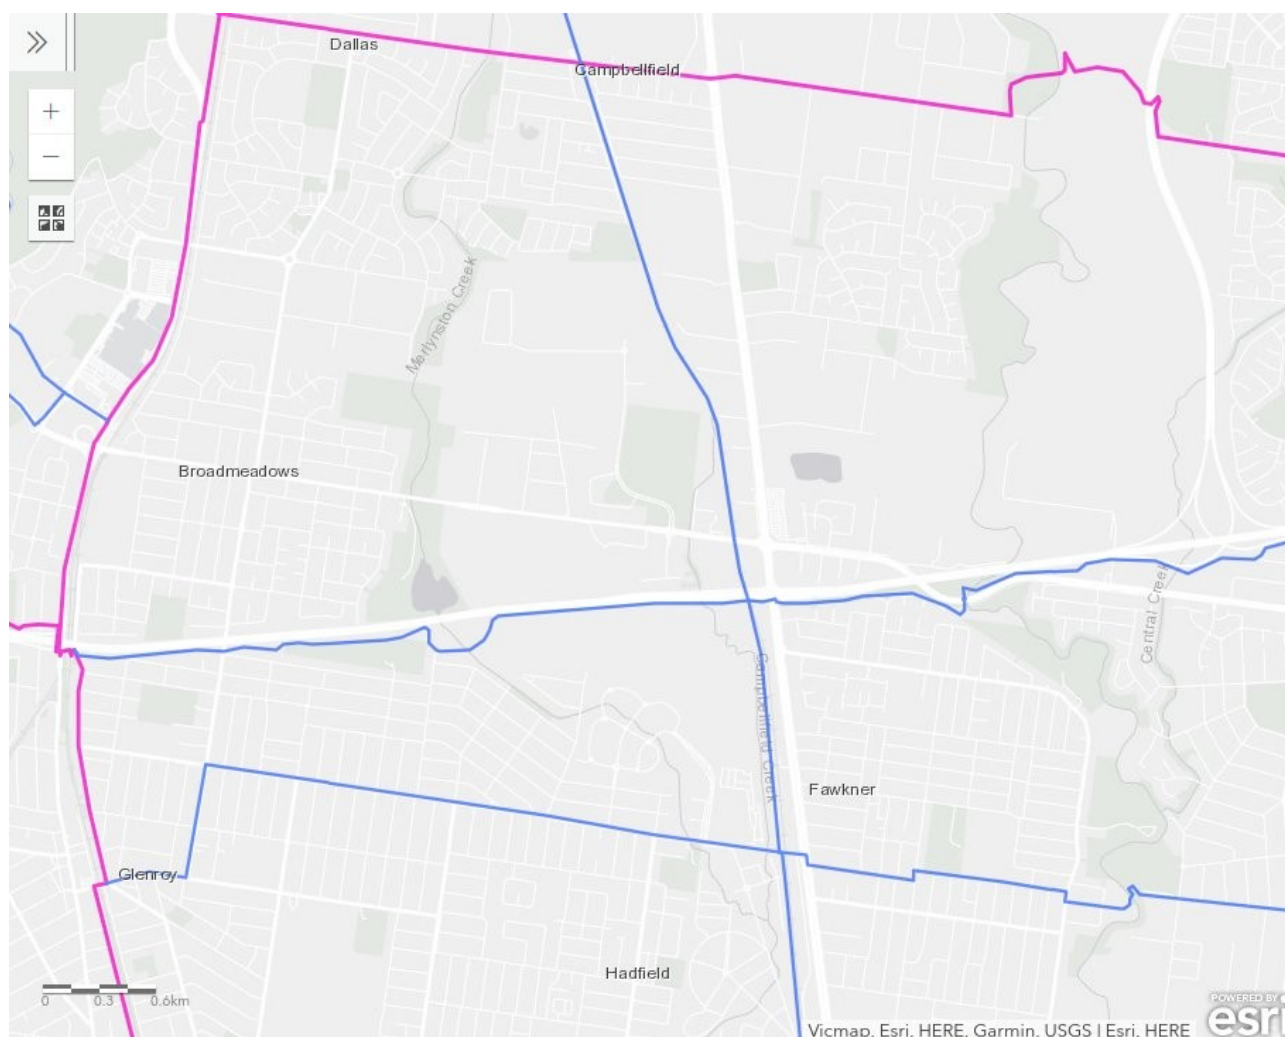 Dallas
Campbellfield
+
−
Merlynston Creek
Broadmeadows
Central Creek
Campbellfield Creek
Fawkner
Glenroy
Hadfield
0 0.3 0.6km
POWERED BY
esri
Vicmap, Esri, HERE, Garmin, USGS | Esri, HERE